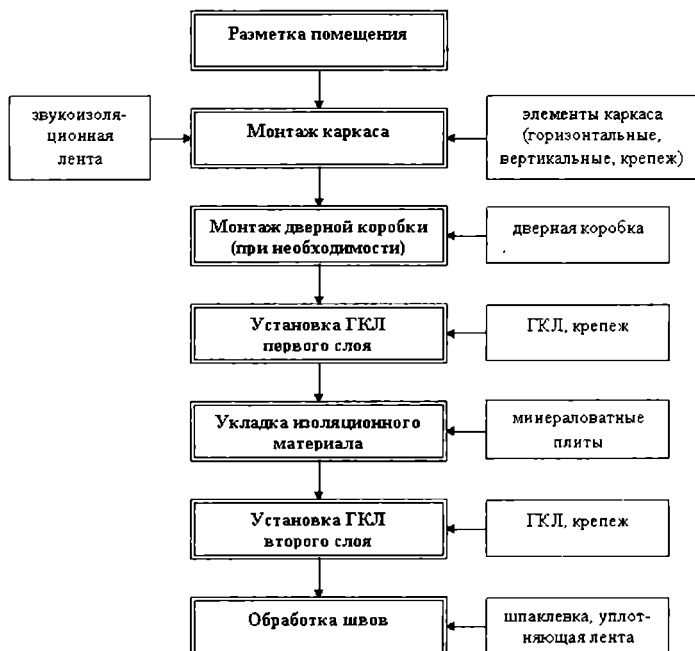 Разметка помещения
звукоизоля-
ционная
лента
Монтаж каркаса
элементы каркаса
(горизонтальные,
вертикальные, крепеж)
Монтаж дверной коробки
(при необходимости)
дверная коробка
Установка ГКЛ
первого слоя
ГКЛ, крепеж
Укладка изоляционного
материала
минераловатные
плиты
Установка ГКЛ
второго слоя
ГКЛ, крепеж
Обработка швов
шпаклевка, уплот-
няющая лента